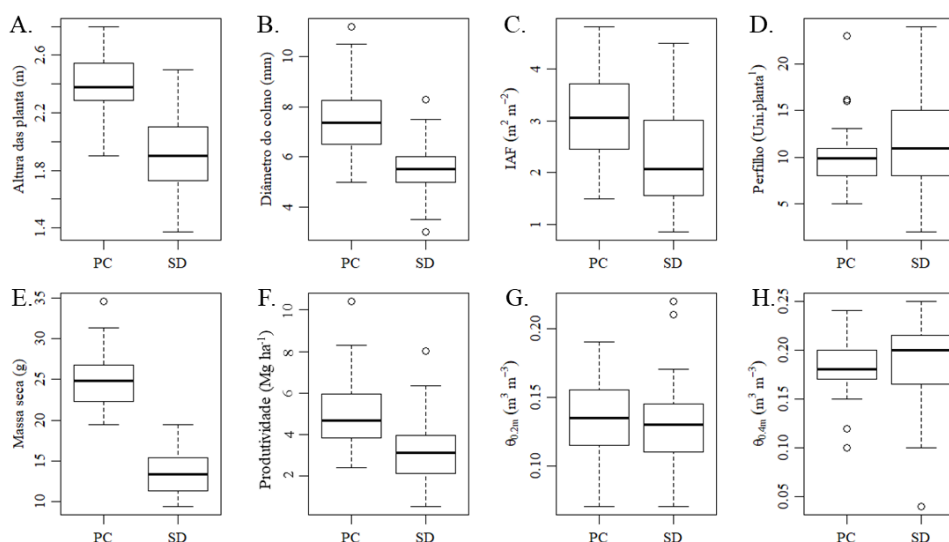 A.
Altura das planta (m)
1.4
1.8
2.2
2.6
PC
SD
B.
Diâmetro do colmo (mm)
4
6
8
10
PC
SD
C.
IAF (m² m⁻²)
1
2
3
4
PC
SD
D.
Perfilho (Uni.planta¹)
5
10
15
20
PC
SD
E.
Massa seca (g)
10
15
20
25
30
35
PC
SD
F.
Produtividade (Mg ha⁻¹)
2
4
6
8
10
PC
SD
G.
θ0.2m (m³ m⁻³)
0.10
0.15
0.20
PC
SD
H.
θ0.4m (m³ m⁻³)
0.05
0.10
0.15
0.20
0.25
PC
SD